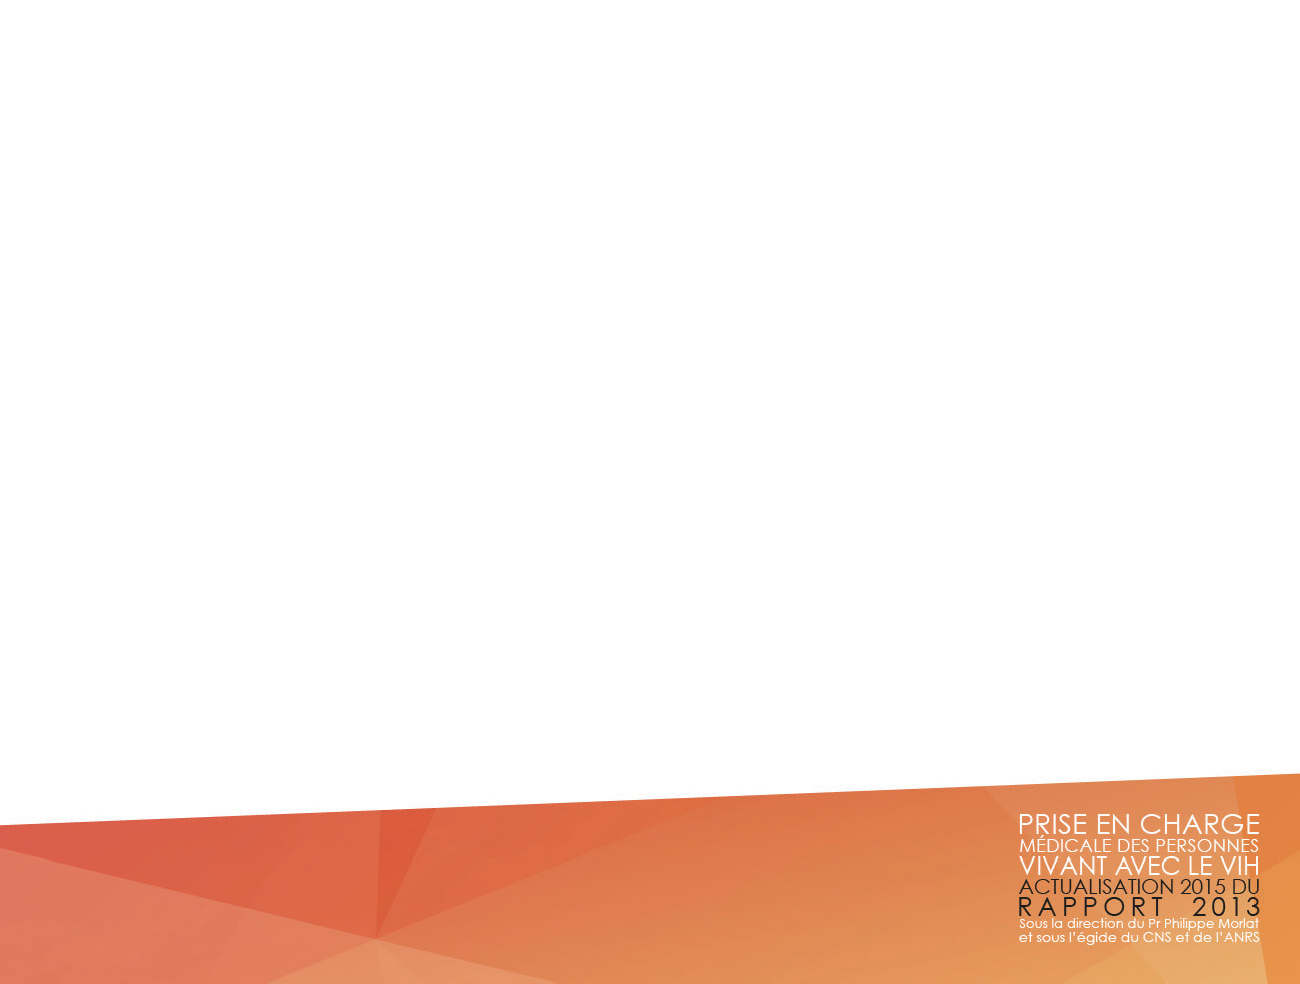 PRISE EN CHARGE
MÉDICALE DES PERSONNES
VIVANT AVEC LE VIH
ACTUALISATION 2015 DU
RAPPORT 2013
Sous la direction du Pr Philippe Morlat
et sous l'égide du CNS et de l'ANRS